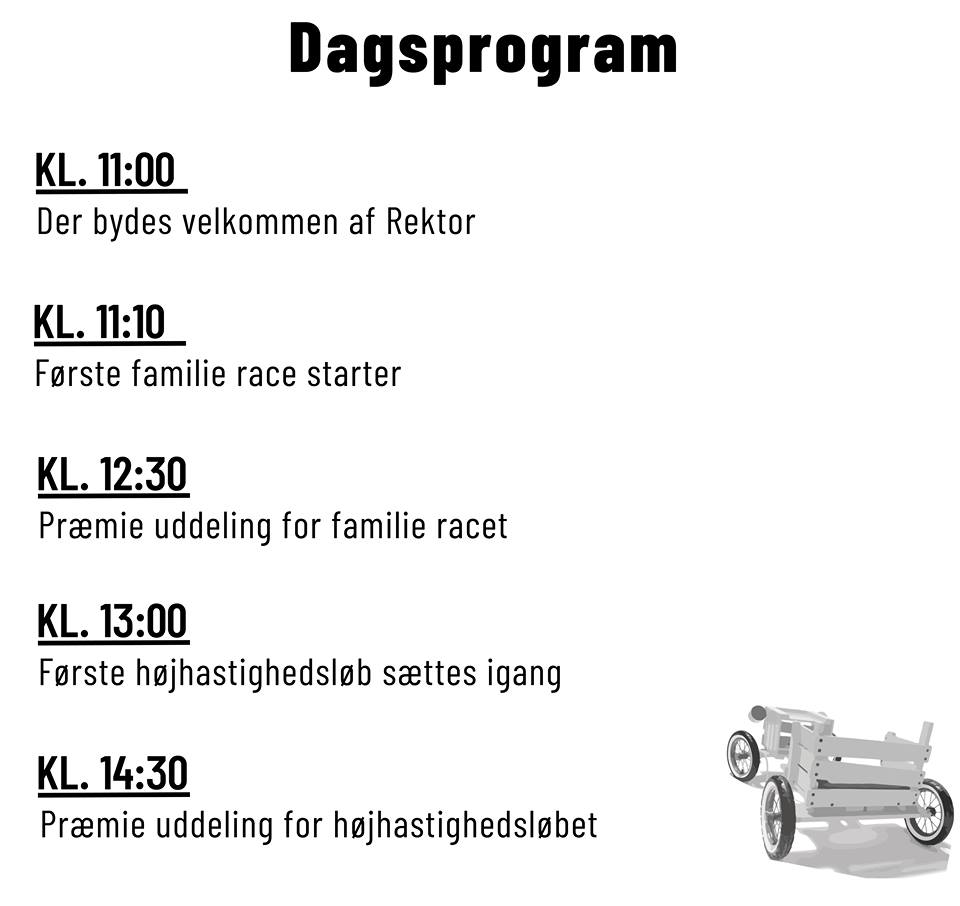 Dagsprogram
KL. 11:00
Der bydes velkommen af Rektor
KL. 11:10
Første familie race starter
KL. 12:30
Præmie uddeling for familie racet
KL. 13:00
Første højhastighedsløb sættes igang
KL. 14:30
Præmie uddeling for højhastighedsløbet